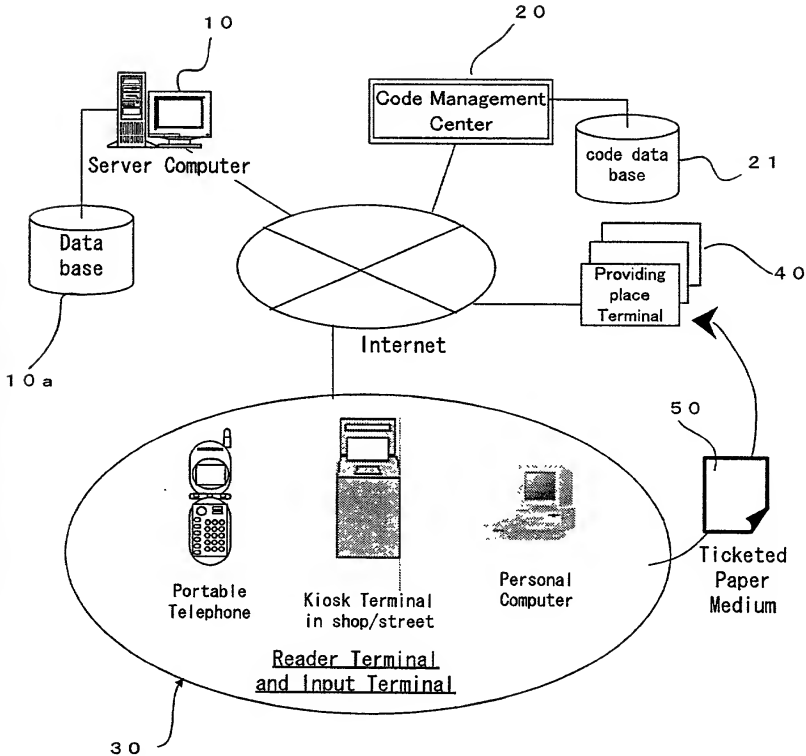 10
20
Code Management
Center
Server Computer
code data
base
21
Data
base
10a
Providing
place
Terminal
40
Internet
50
Portable
Telephone
Kiosk Terminal
in shop/street
Personal
Computer
Ticketed
Paper
Medium
Reader Terminal
and Input Terminal
30